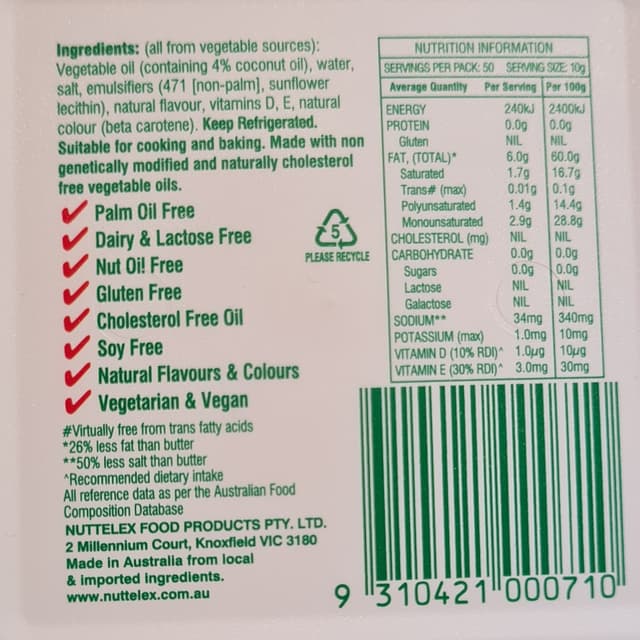 Ingredients: (all from vegetable sources):
Vegetable oil (containing 4% coconut oil), water,
salt, emulsifiers (471 [non-palm], sunflower
lecithin), natural flavour, vitamins D, E, natural
colour (beta carotene). Keep Refrigerated.
Suitable for cooking and baking. Made with non
genetically modified and naturally cholesterol
free vegetable oils.
Palm Oil Free
Dairy & Lactose Free
Nut Oil Free
Gluten Free
Cholesterol Free Oil
Soy Free
Natural Flavours & Colours
Vegetarian & Vegan
#Virtually free from trans fatty acids
*26% less fat than butter
**50% less salt than butter
^Recommended dietary intake
All reference data as per the Australian Food
Composition Database
NUTTELEX FOOD PRODUCTS PTY. LTD.
2 Millennium Court, Knoxfield VIC 3180
Made in Australia from local
& imported ingredients.
www.nuttelex.com.au
5
PLEASE RECYCLE
NUTRITION INFORMATION
SERVINGS PER PACK: 50 SERVING SIZE: 10g
Average Quantity Per Serving Per 100g
ENERGY 240kJ 2400kJ
PROTEIN 0.0g 0.0g
Gluten NIL NIL
FAT, (TOTAL)* 6.0g 60.0g
Saturated 1.7g 16.7g
Trans# (max) 0.01g 0.1g
Polyunsaturated 1.4g 14.4g
Monounsaturated 2.9g 28.8g
CHOLESTEROL (mg) NIL NIL
CARBOHYDRATE 0.0g 0.0g
Sugars 0.0g 0.0g
Lactose NIL NIL
Galactose NIL NIL
SODIUM** 34mg 340mg
POTASSIUM (max) 1.0mg 10mg
VITAMIN D (10% RDI)^ 1.0µg 10µg
VITAMIN E (30% RDI)^ 3.0mg 30mg
9 310421 000710